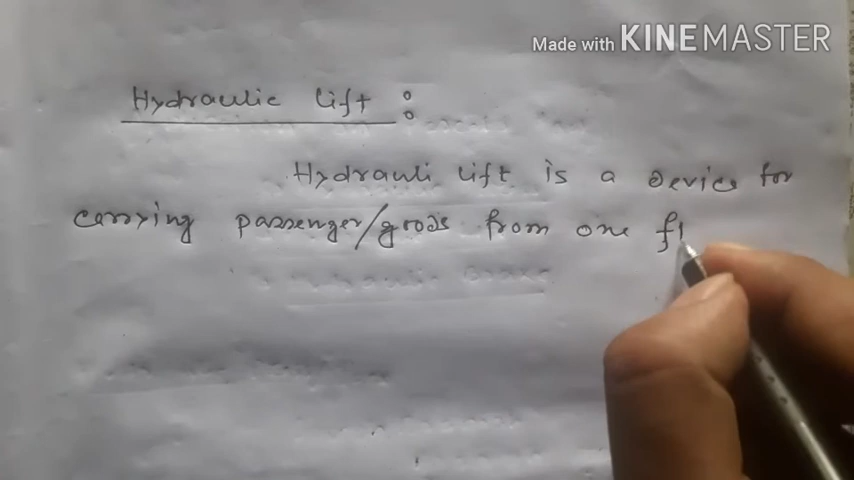 Made with KINEMASTER
Hydraulic lift :
Hydrauli lift is a Device for
carrying passenger/goods from one fl